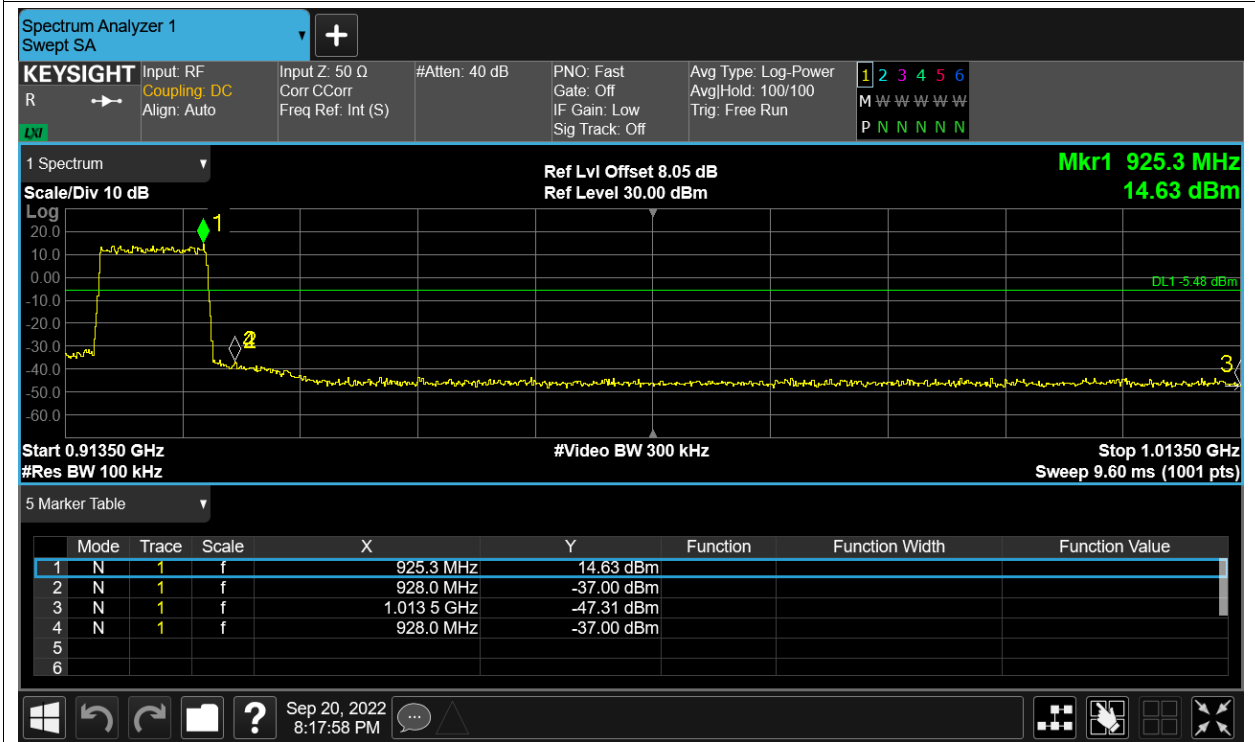 Spectrum Analyzer 1
Swept SA
KEYSIGHT
R
LXI
Input: RF
Coupling: DC
Align: Auto
Input Z: 50 Ω
Corr CCorr
Freq Ref: Int (S)
#Atten: 40 dB
PNO: Fast
Gate: Off
IF Gain: Low
Sig Track: Off
Avg Type: Log-Power
Avg|Hold: 100/100
Trig: Free Run
1 2 3 4 5 6
M W W W W W
P N N N N N
1 Spectrum
Scale/Div 10 dB
Ref Lvl Offset 8.05 dB
Ref Level 30.00 dBm
Mkr1 925.3 MHz
14.63 dBm
Log
20.0
10.0
0.00
-10.0
-20.0
-30.0
-40.0
-50.0
-60.0
1
2
3
DL1 -5.48 dBm
Start 0.91350 GHz
#Res BW 100 kHz
#Video BW 300 kHz
Stop 1.01350 GHz
Sweep 9.60 ms (1001 pts)
5 Marker Table
Mode Trace Scale X Y Function Function Width Function Value
1 N 1 f 925.3 MHz 14.63 dBm
2 N 1 f 928.0 MHz -37.00 dBm
3 N 1 f 1.013 5 GHz -47.31 dBm
4 N 1 f 928.0 MHz -37.00 dBm
5
6
?
Sep 20, 2022
8:17:58 PM